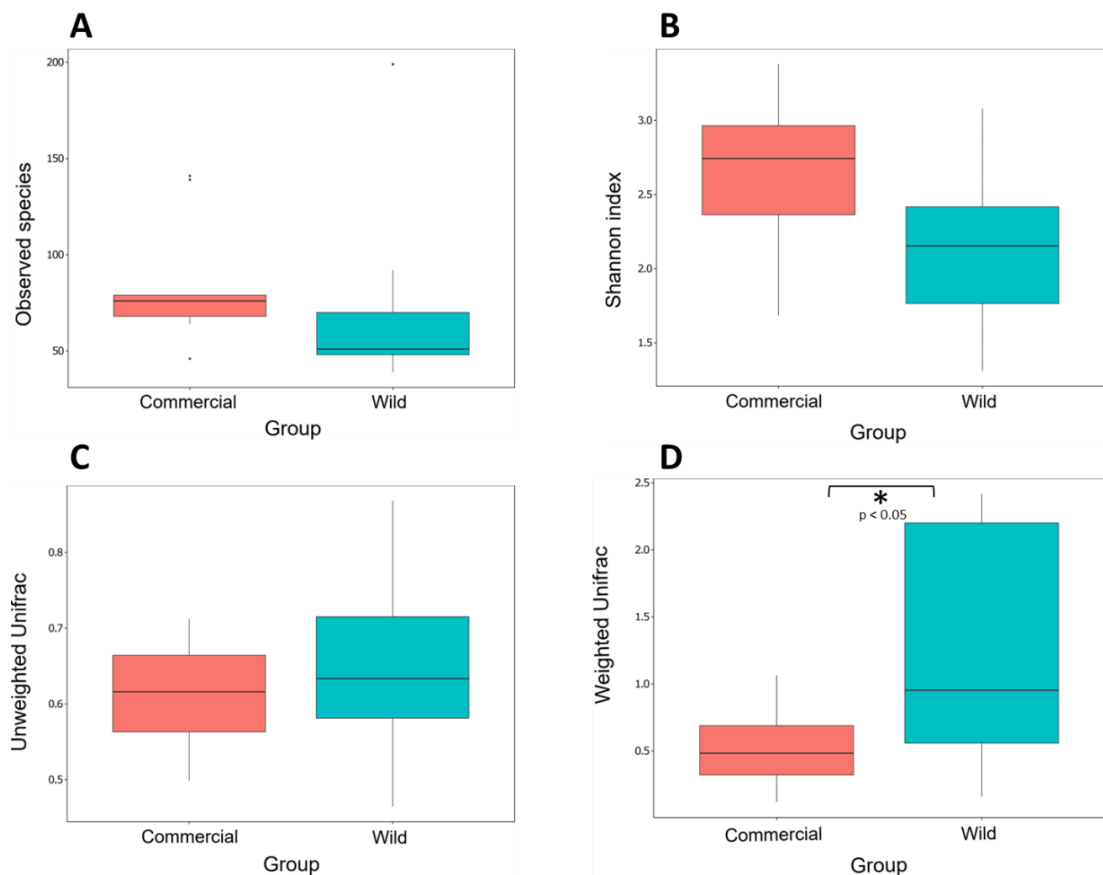 A
Observed species
200
150
100
50
Commercial Wild
Group
B
Shannon index
3.0
2.5
2.0
1.5
Commercial Wild
Group
C
Unweighted Unifrac
0.8
0.7
0.6
0.5
Commercial Wild
Group
D
Weighted Unifrac
2.5
2.0
1.5
1.0
0.5
*
p < 0.05
Commercial Wild
Group